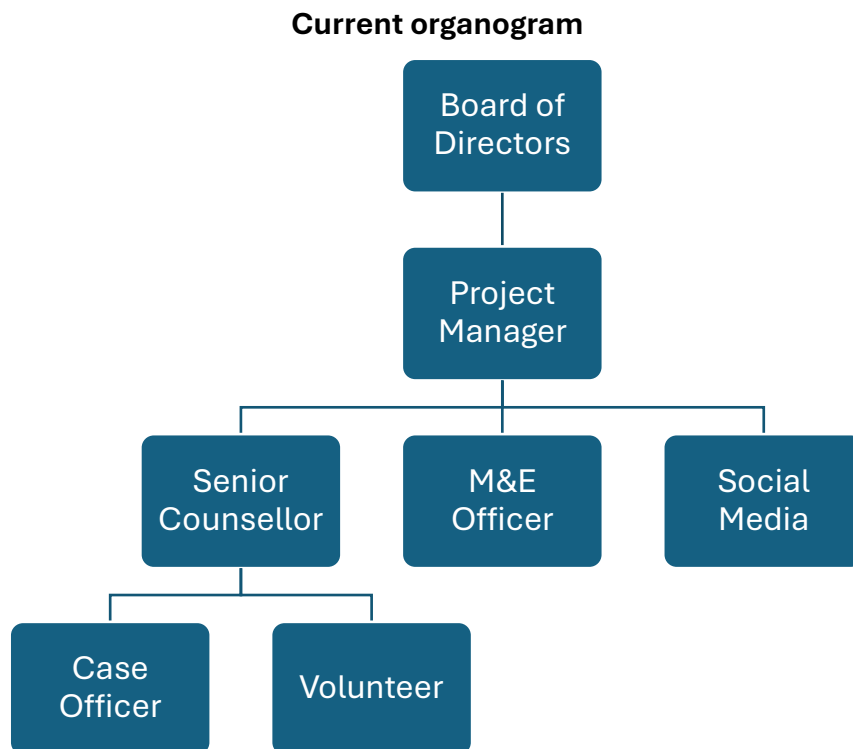 Current organogram
Board of
Directors
Project
Manager
Senior
Counsellor
M&E
Officer
Social
Media
Case
Officer
Volunteer